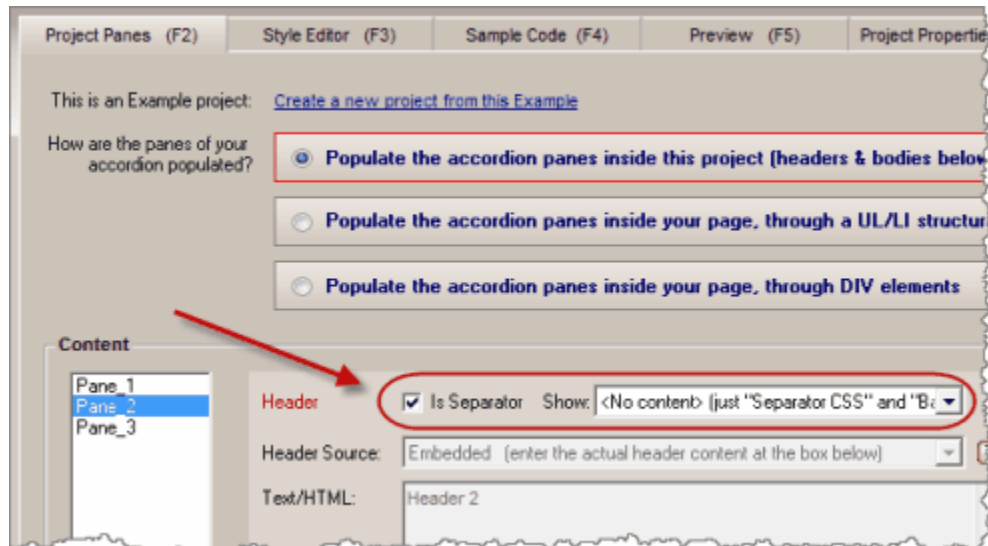 Project Panes (F2) Style Editor (F3) Sample Code (F4) Preview (F5) Project Propertie
This is an Example project: Create a new project from this Example
How are the panes of your
accordion populated?
Populate the accordion panes inside this project (headers & bodies below
Populate the accordion panes inside your page, through a UL/LI structur
Populate the accordion panes inside your page, through DIV elements
Content
Pane_1
Pane_2
Pane_3
Header Is Separator Show: <No content> (just "Separator CSS" and "Ba
Header Source: Embedded (enter the actual header content at the box below)
Text/HTML: Header 2